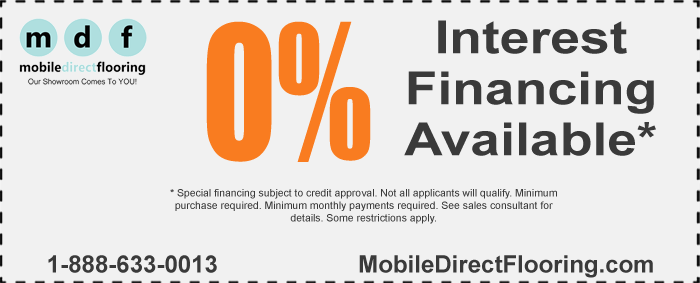 m d f
mobiledirectflooring
Our Showroom Comes To YOU!
0%
Interest
Financing
Available*
* Special financing subject to credit approval. Not all applicants will qualify. Minimum
purchase required. Minimum monthly payments required. See sales consultant for
details. Some restrictions apply.
1-888-633-0013
MobileDirectFlooring.com